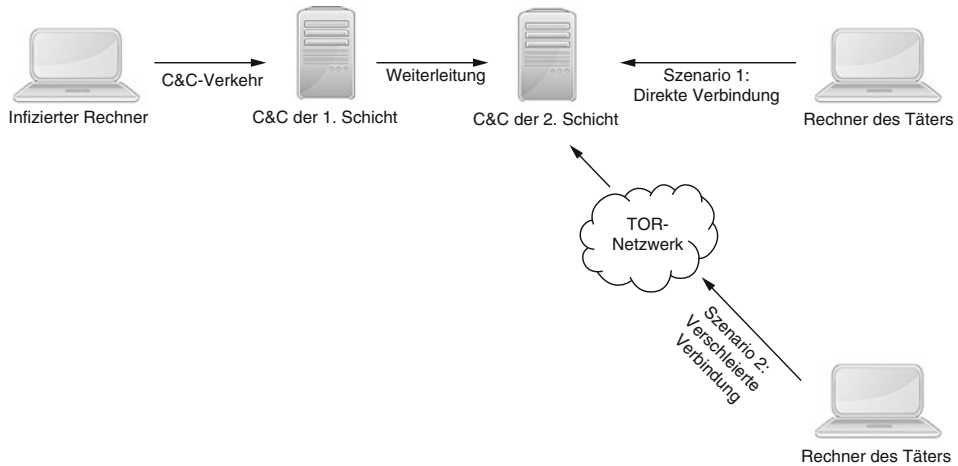 C&C-Verkehr
Weiterleitung
Szenario 1:
Direkte Verbindung
Infizierter Rechner
C&C der 1. Schicht
C&C der 2. Schicht
Rechner des Täters
TOR-
Netzwerk
Szenario 2:
Verschleierte
Verbindung
Rechner des Täters